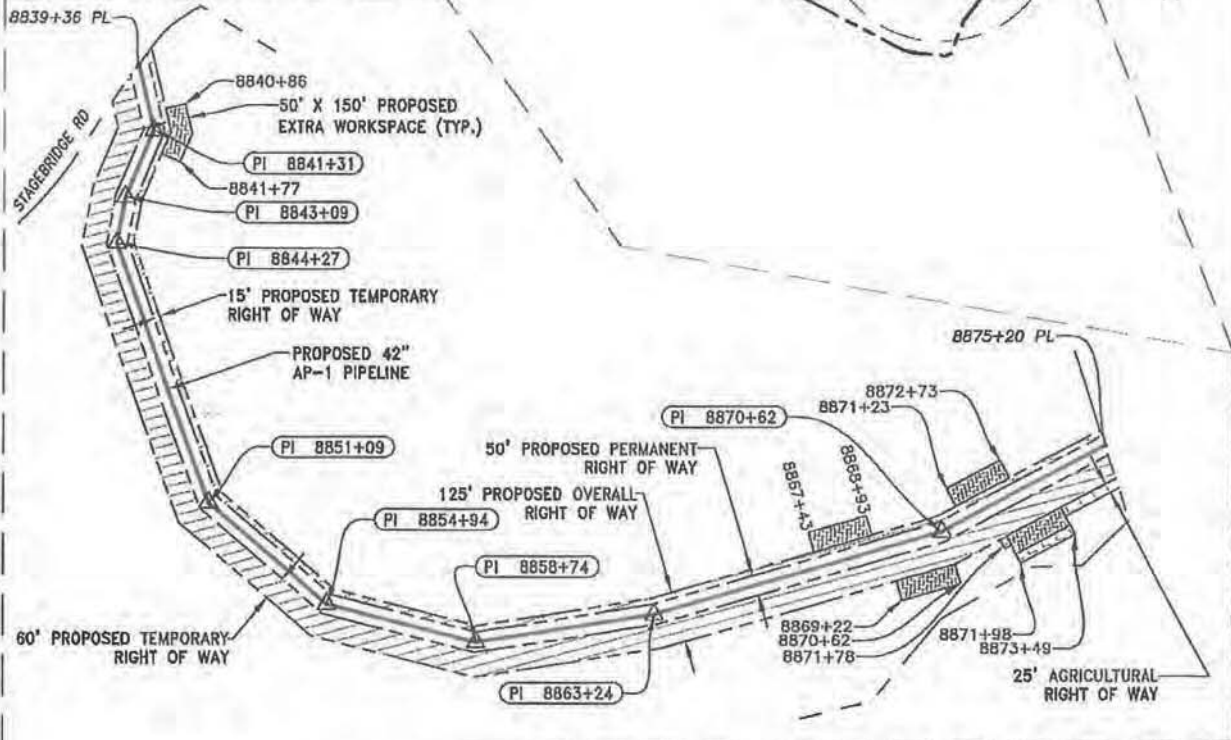 8839+36 PL
8840+86
50' X 150' PROPOSED
EXTRA WORKSPACE (TYP.)
STAGEBRIDGE RD
PI 8841+31
8841+77
PI 8843+09
PI 8844+27
15' PROPOSED TEMPORARY
RIGHT OF WAY
PROPOSED 42"
AP-1 PIPELINE
8875+20 PL
8872+73
8871+23
PI 8870+62
PI 8851+09
50' PROPOSED PERMANENT
RIGHT OF WAY
8867+43
8868+93
125' PROPOSED OVERALL
RIGHT OF WAY
PI 8854+94
PI 8858+74
60' PROPOSED TEMPORARY
RIGHT OF WAY
8869+22
8870+62
8871+78
8871+98
8873+49
PI 8863+24
25' AGRICULTURAL
RIGHT OF WAY